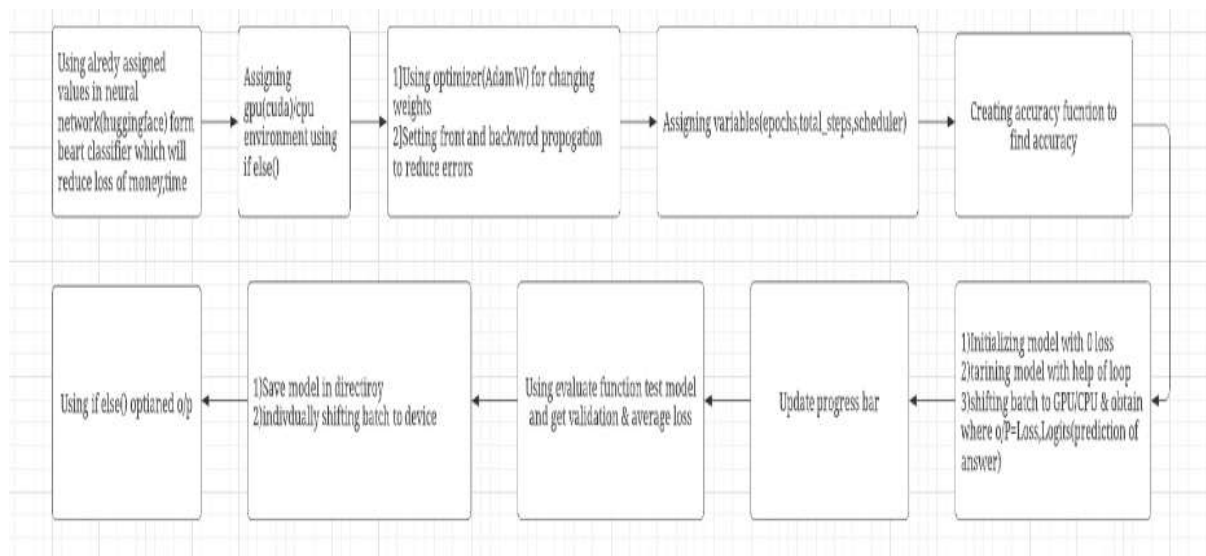 Using alredy assigned
values in neural
network(huggingface) form
beart classifier which will
reduce loss of money,time
Assigning
gpu(cuda)/cpu
environment using
if else()
1]Using optimizer(AdamW) for changing
weights
2]Setting front and backwrod propogation
to reduce errors
Assigning variables(epochs,total_steps,scheduler)
Creating accuracy fucnction to
find accuracy
1)Initializing model with 0 loss
2)tarining model with help of loop
3)shifting batch to GPU/CPU & obtain
where o/P=Loss,Logits(prediction of
answer)
Update progress bar
Using evaluate function test model
and get validation & average loss
1)Save model in directiroy
2)indivdually shifting batch to device
Using if else() optianed o/p